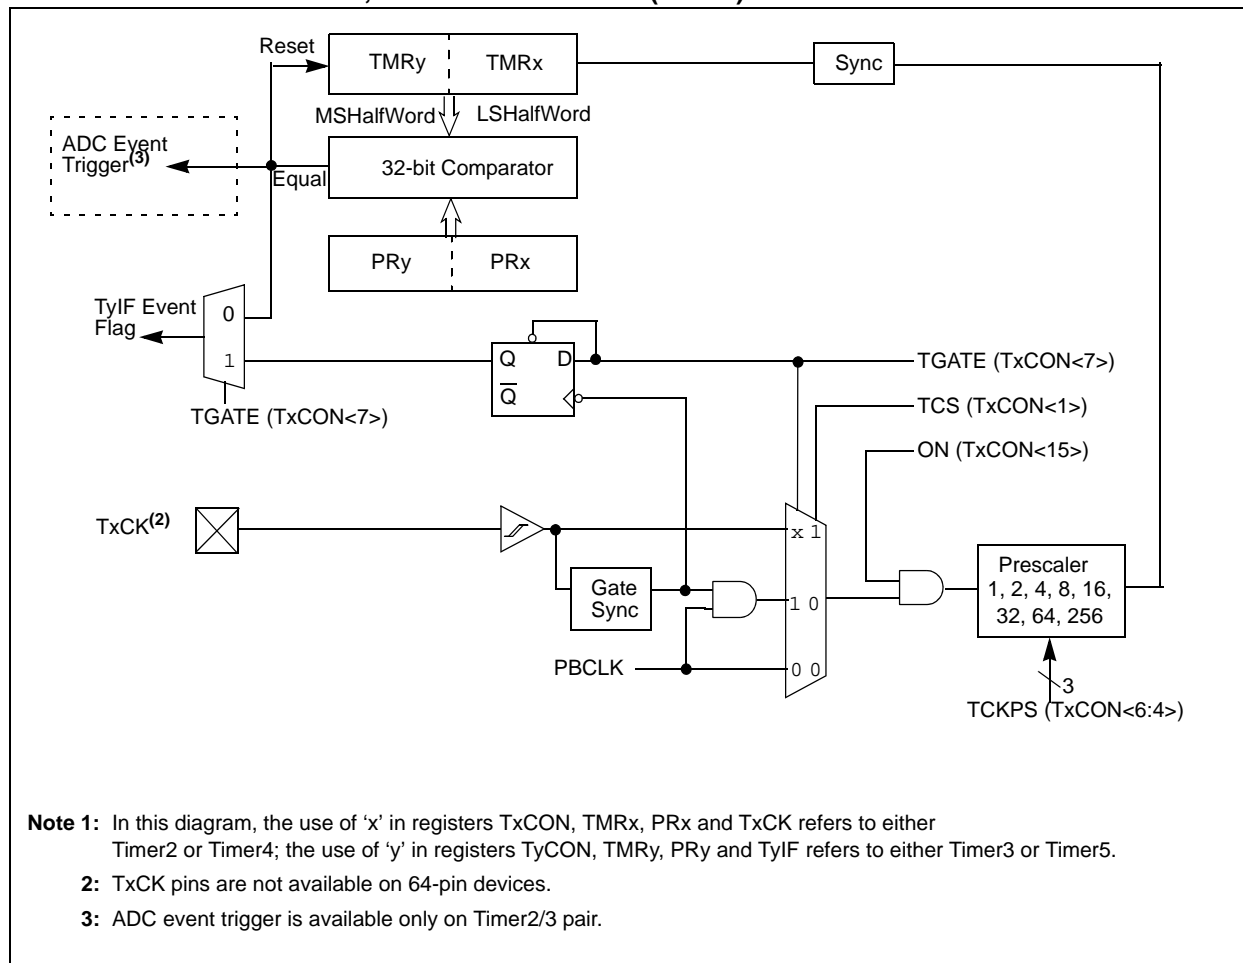 Reset
TMRy
TMRx
Sync
MSHalfWord
LSHalfWord
ADC Event
Trigger(3)
Equal
32-bit Comparator
PRy
PRx
TyIF Event
Flag
0
1
Q
D
Q
TGATE (TxCON<7>)
TGATE (TxCON<7>)
TCS (TxCON<1>)
ON (TxCON<15>)
TxCK(2)
x 1
Gate
Sync
1 0
Prescaler
1, 2, 4, 8, 16,
32, 64, 256
PBCLK
0 0
3
TCKPS (TxCON<6:4>)
Note 1: In this diagram, the use of ‘x’ in registers TxCON, TMRx, PRx and TxCK refers to either
Timer2 or Timer4; the use of ‘y’ in registers TyCON, TMRy, PRy and TyIF refers to either Timer3 or Timer5.
2: TxCK pins are not available on 64-pin devices.
3: ADC event trigger is available only on Timer2/3 pair.